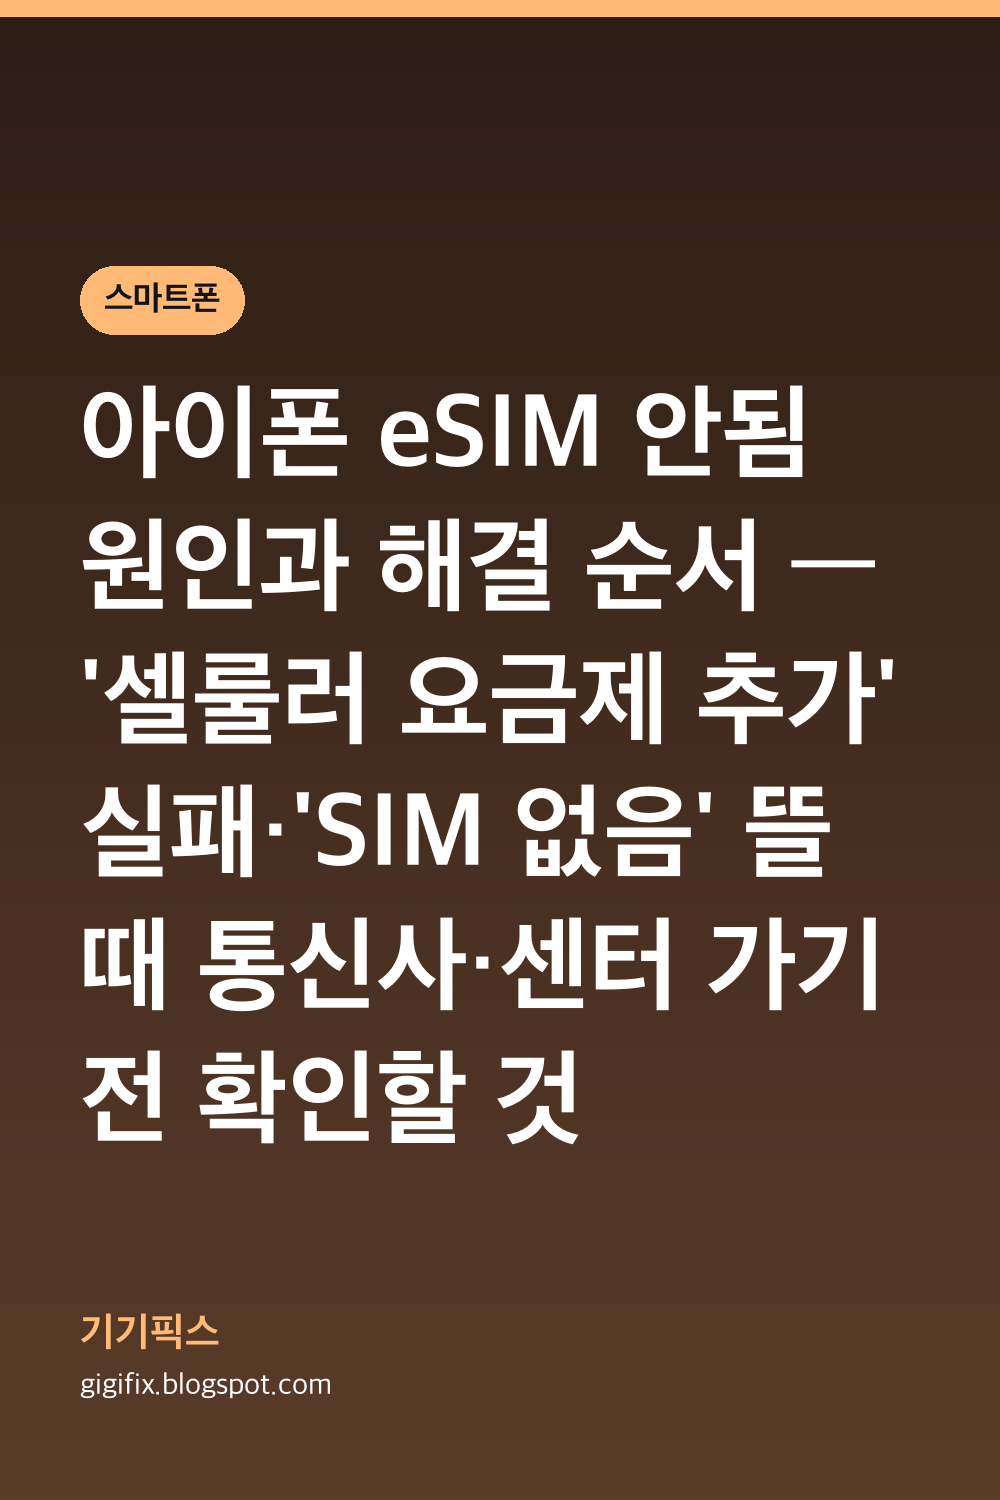 스마트폰
아이폰 eSIM 안됨
원인과 해결 순서 —
'셀룰러 요금제 추가'
실패·'SIM 없음' 뜰
때 통신사·센터 가기
전 확인할 것
기기픽스
gigifix.blogspot.com